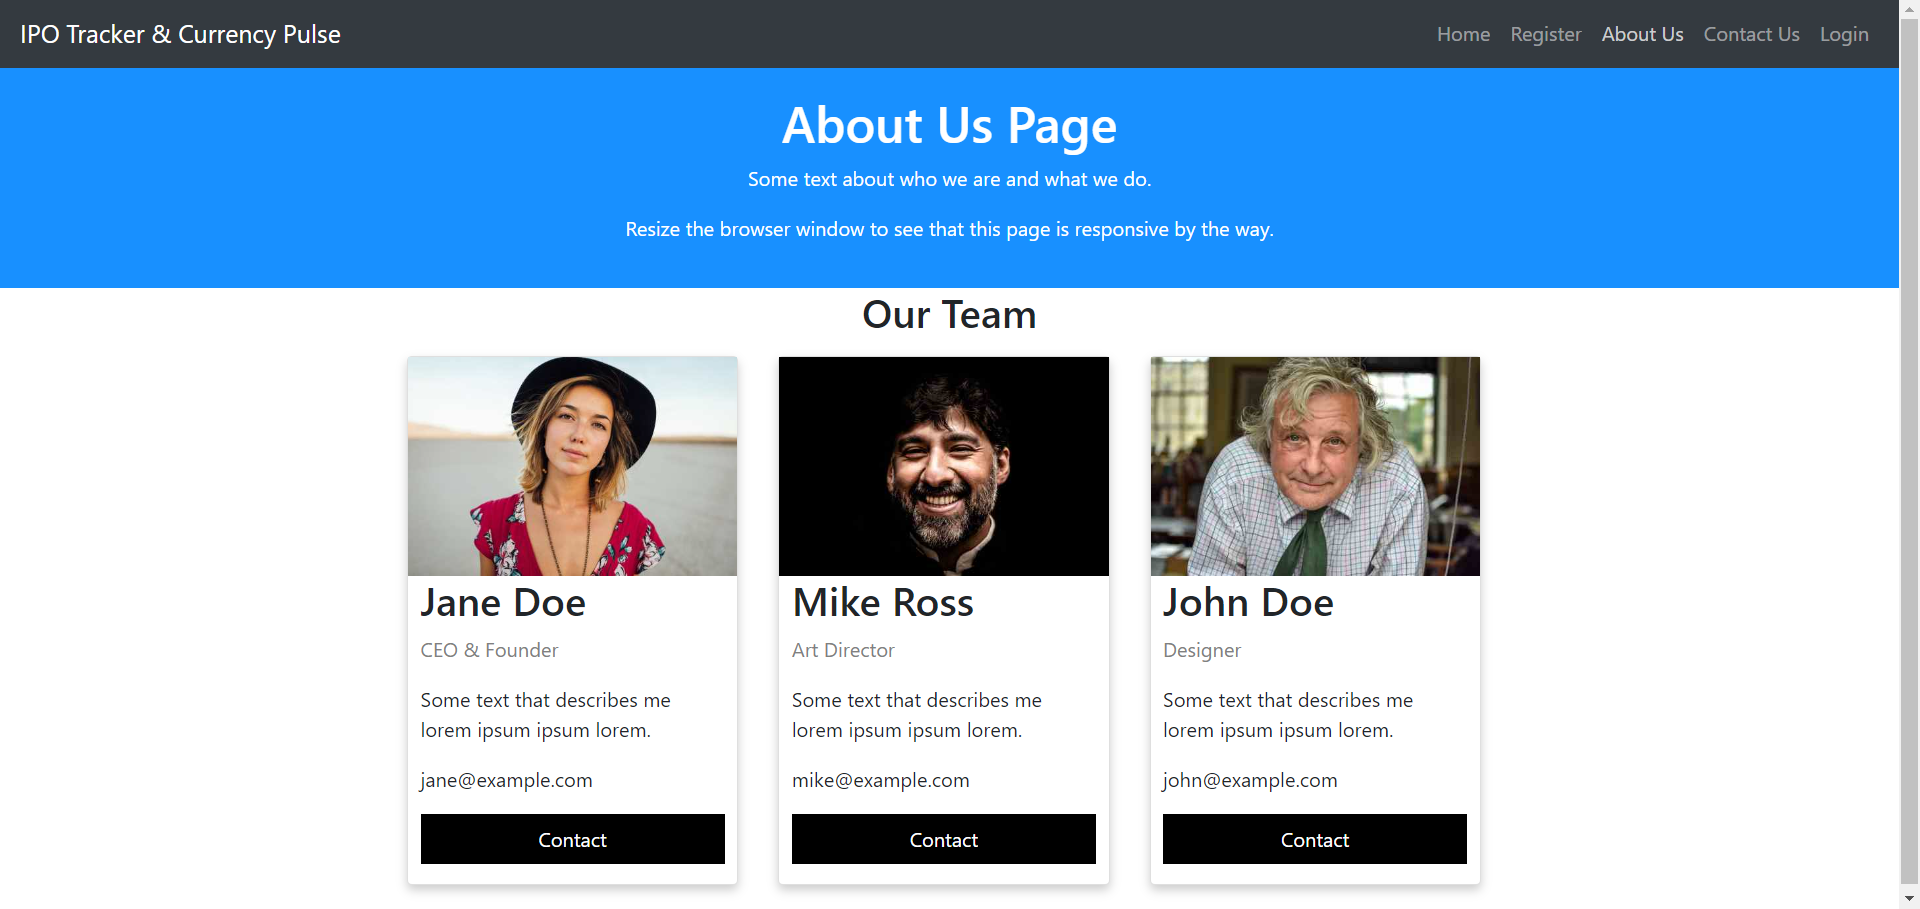 IPO Tracker & Currency Pulse
Home Register About Us Contact Us Login
About Us Page
Some text about who we are and what we do.
Resize the browser window to see that this page is responsive by the way.
Our Team
Jane Doe
CEO & Founder
Some text that describes me
lorem ipsum ipsum lorem.
jane@example.com
Contact
Mike Ross
Art Director
Some text that describes me
lorem ipsum ipsum lorem.
mike@example.com
Contact
John Doe
Designer
Some text that describes me
lorem ipsum ipsum lorem.
john@example.com
Contact